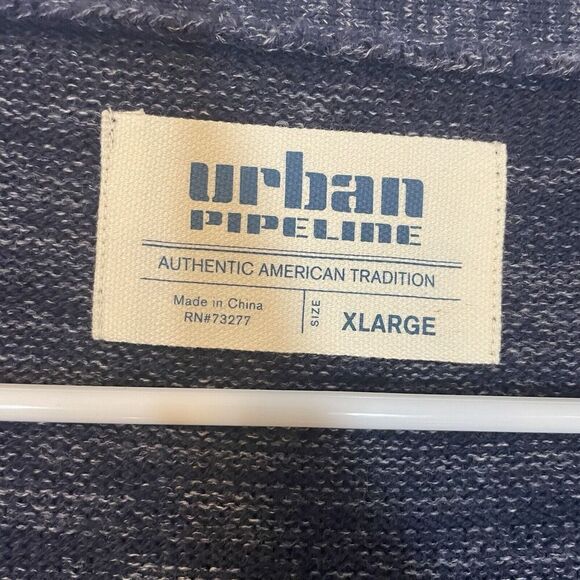 urban
PIPELINE
AUTHENTIC AMERICAN TRADITION
Made in China
RN#73277
SIZE
XLARGE